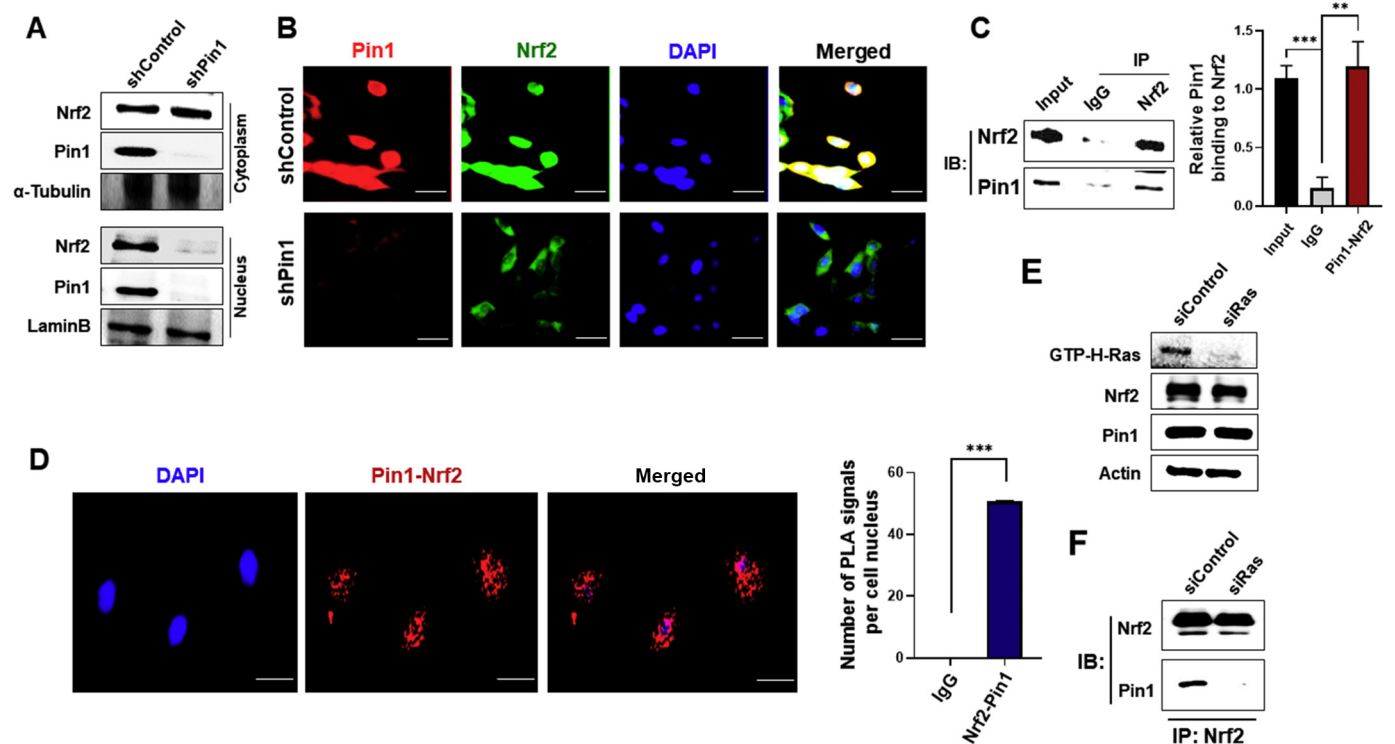 A
shControl
shPin1
Nrf2
Pin1
α-Tubulin
Cytoplasm
Nrf2
Pin1
LaminB
Nucleus
B
Pin1
Nrf2
DAPI
Merged
shControl
shPin1
C
IP
Input
IgG
Nrf2
IB:
Nrf2
Pin1
Relative Pin1
binding to Nrf2
1.5
1.0
0.5
0.0
***
**
Input
IgG
Pin1-Nrf2
D
DAPI
Pin1-Nrf2
Merged
Number of PLA signals
per cell nucleus
60
40
20
0
***
IgG
Nrf2-Pin1
E
siControl
siRas
GTP-H-Ras
Nrf2
Pin1
Actin
F
siControl
siRas
IB:
Nrf2
Pin1
IP: Nrf2